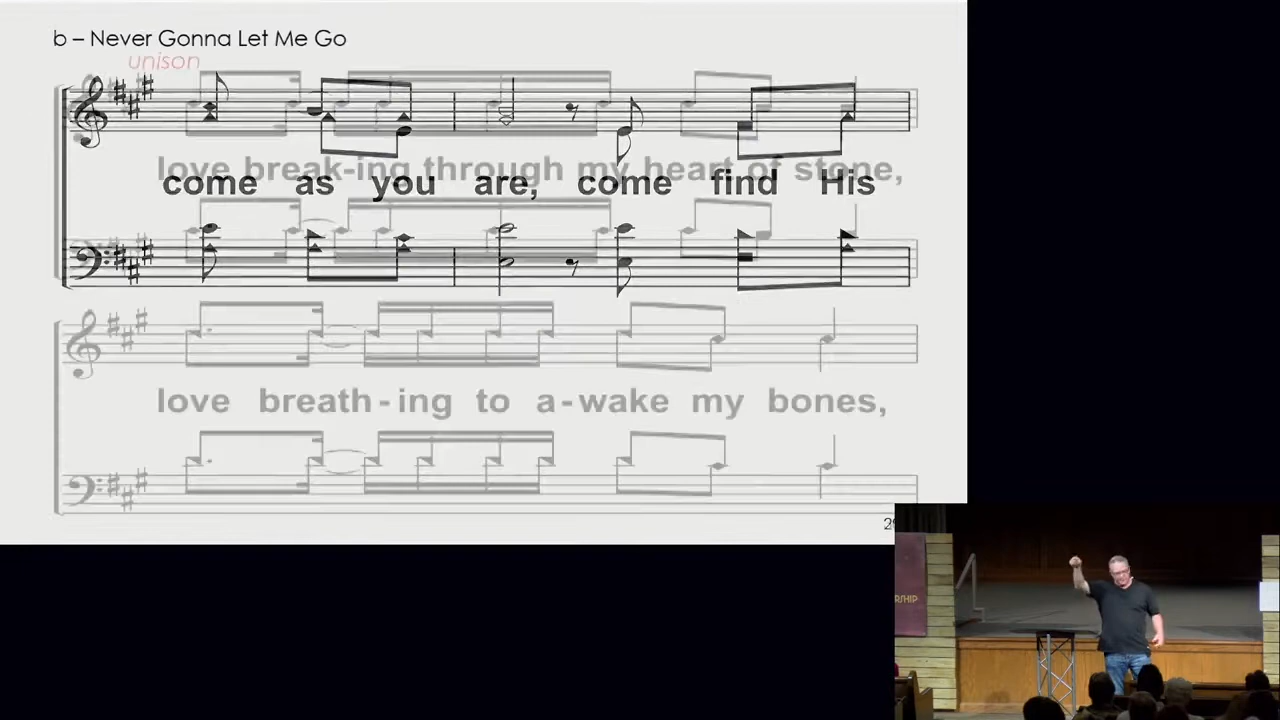 b – Never Gonna Let Me Go
unison
love break-ing through my heart of stone,
come as you are, come find His
love breath-ing to a-wake my bones,
RSHIP